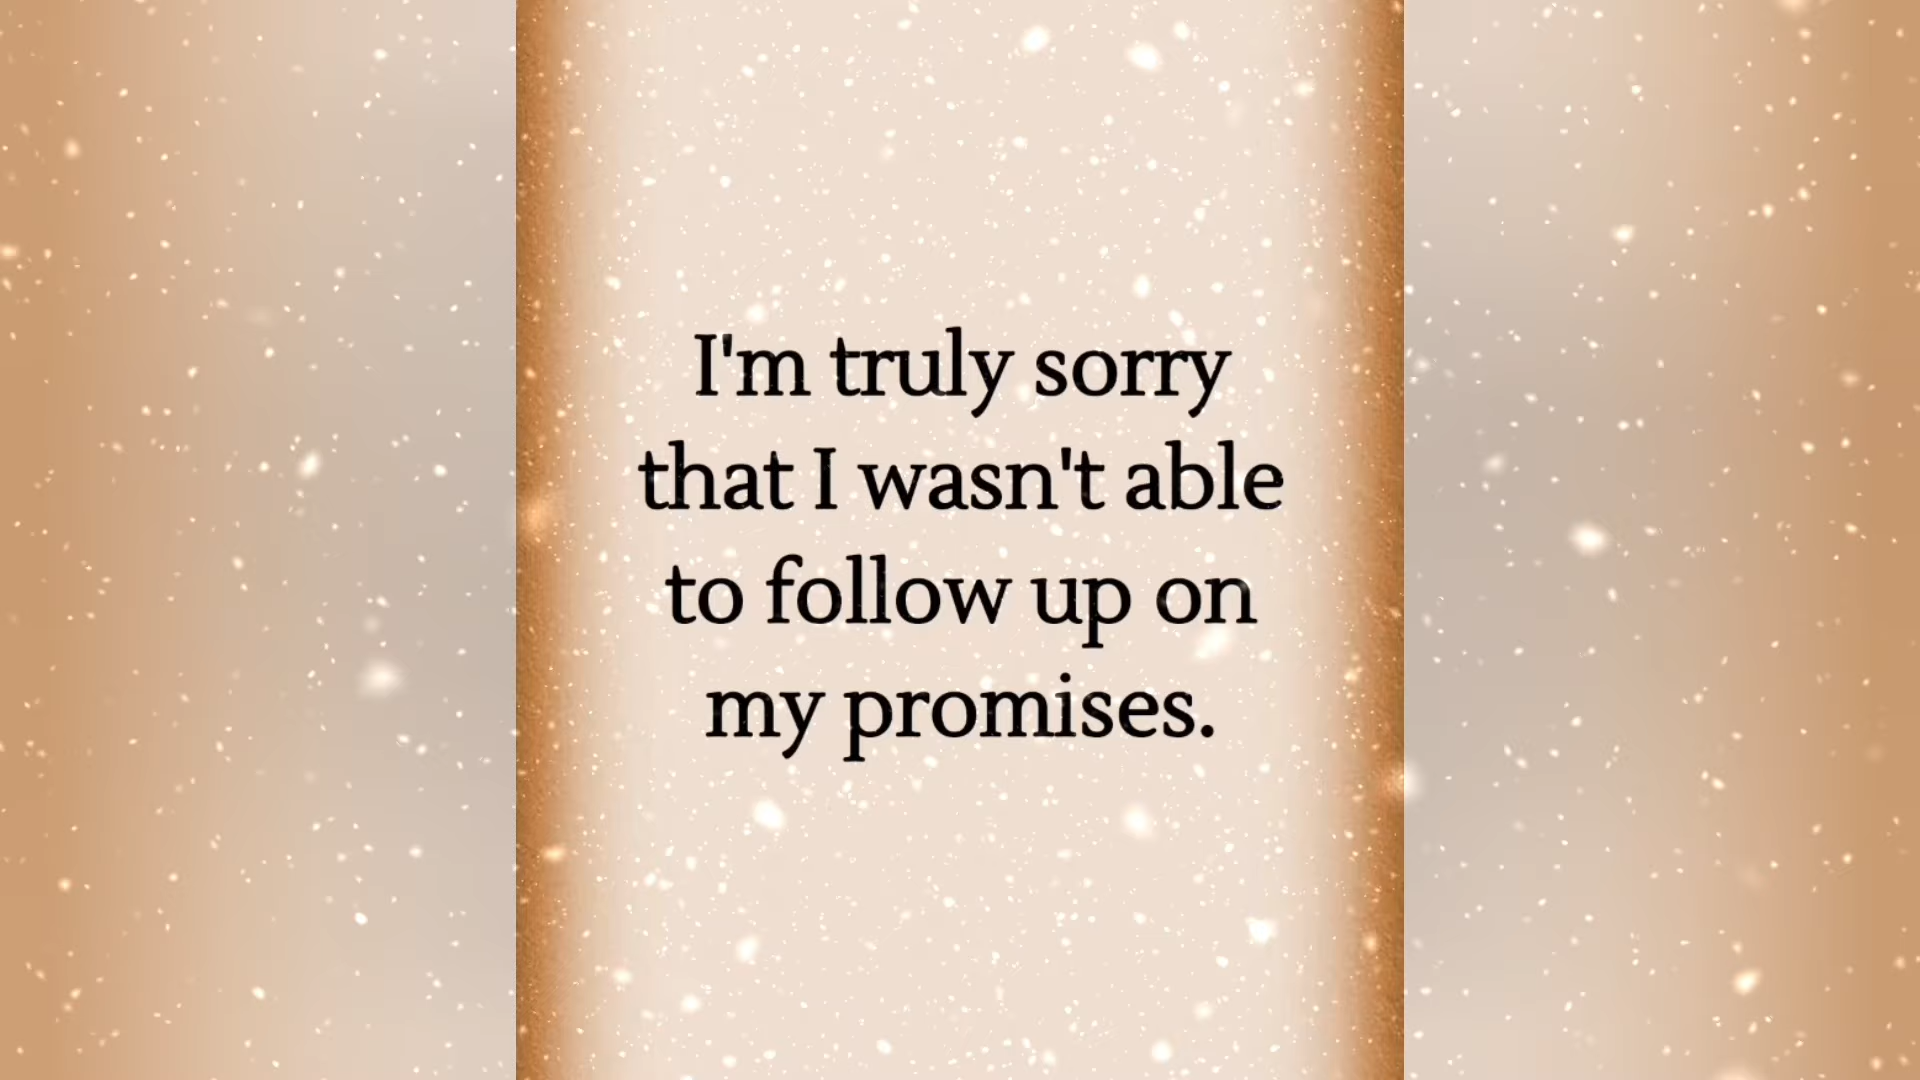 I'm truly sorry
that I wasn't able
to follow up on
my promises.